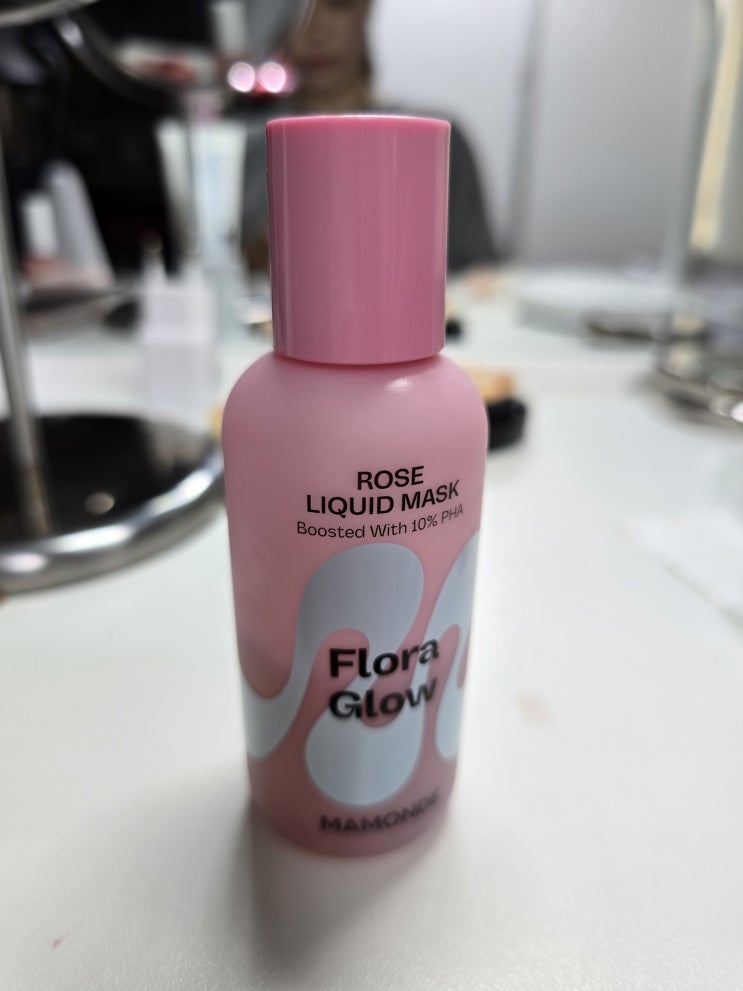 ROSE
LIQUID MASK
Boosted With 10% PHA
Flora
Glow
MAMONDE